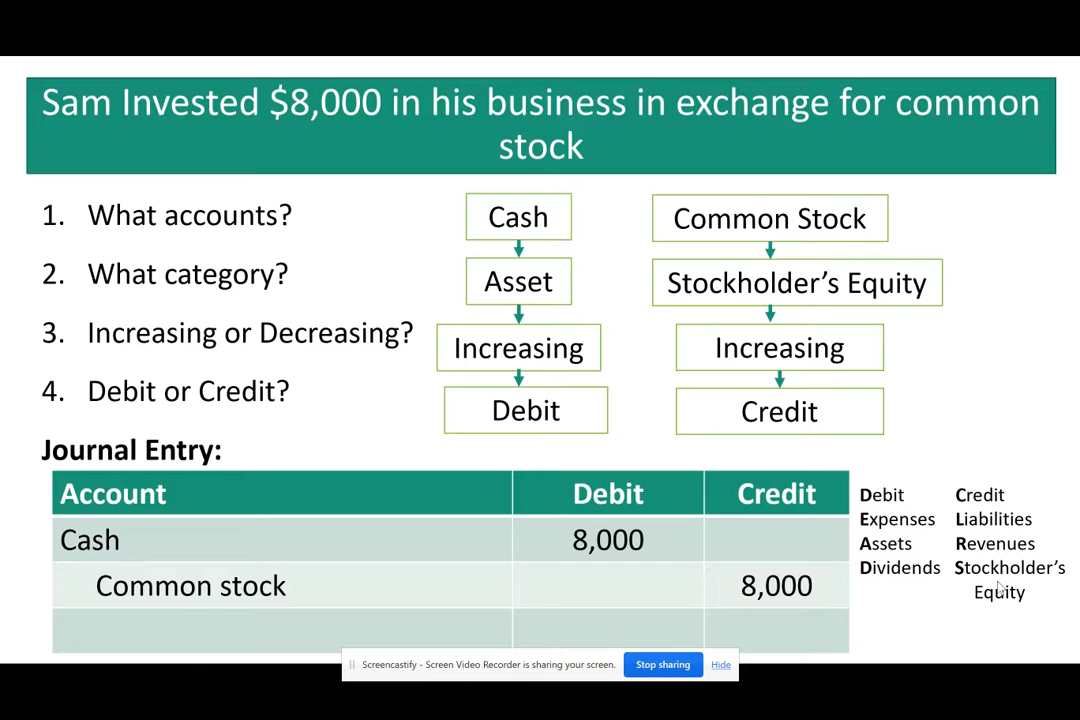 Sam Invested $8,000 in his business in exchange for common
stock
1. What accounts?
2. What category?
3. Increasing or Decreasing?
4. Debit or Credit?
Cash
Asset
Increasing
Debit
Common Stock
Stockholder's Equity
Increasing
Credit
Journal Entry:
Account Debit Credit
Cash 8,000
Common stock 8,000
Debit
Expenses
Assets
Dividends
Credit
Liabilities
Revenues
Stockholder's
Equity
Screencastify - Screen Video Recorder is sharing your screen. Stop sharing Hide